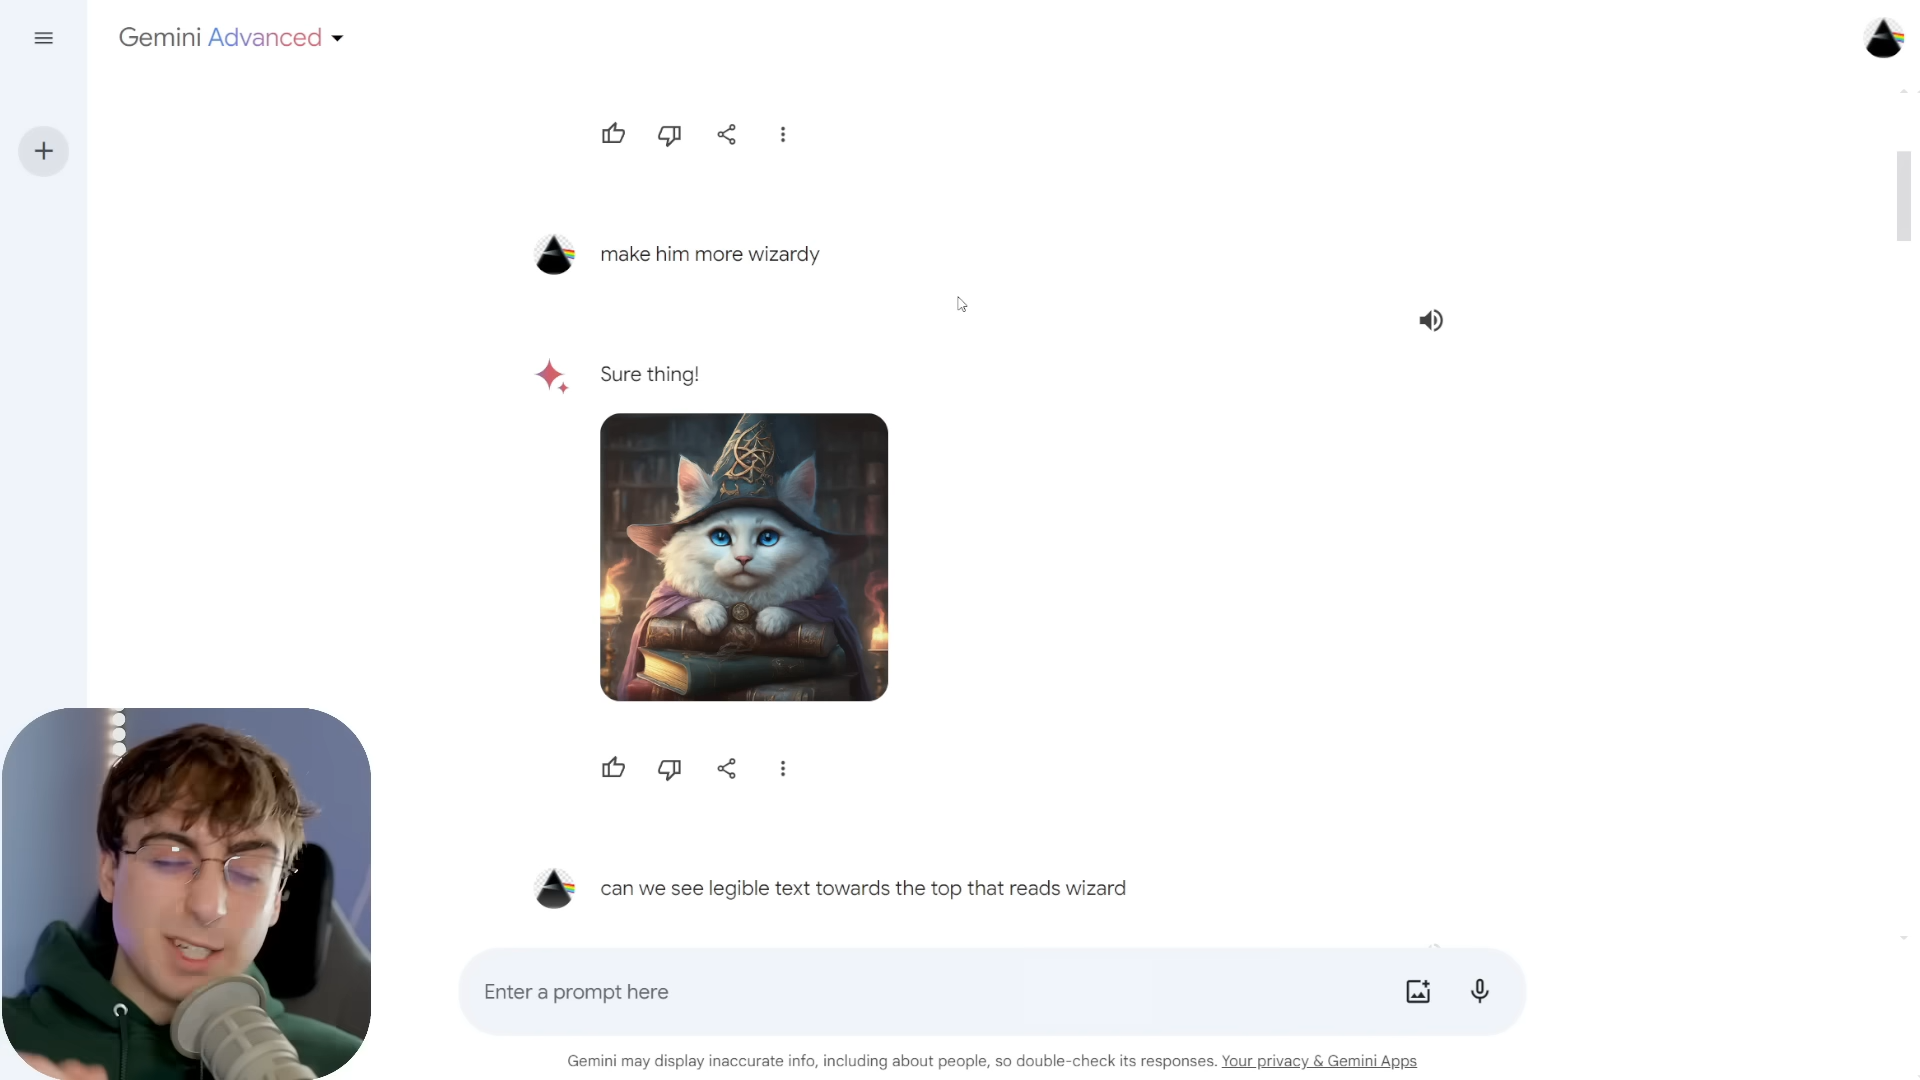 Gemini Advanced
make him more wizardy
Sure thing!
can we see legible text towards the top that reads wizard
Enter a prompt here
Gemini may display inaccurate info, including about people, so double-check its responses. Your privacy & Gemini Apps